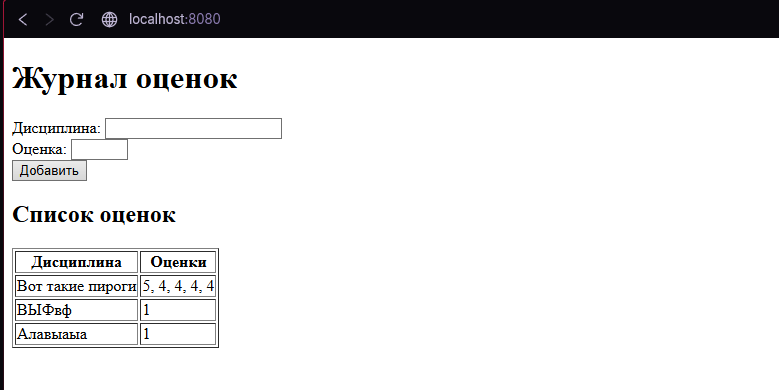 localhost:8080
Журнал оценок
Дисциплина:
Оценка:
Добавить
Список оценок
Дисциплина Оценки
Вот такие пироги 5, 4, 4, 4, 4
ВЫФвф 1
Алавыаыа 1